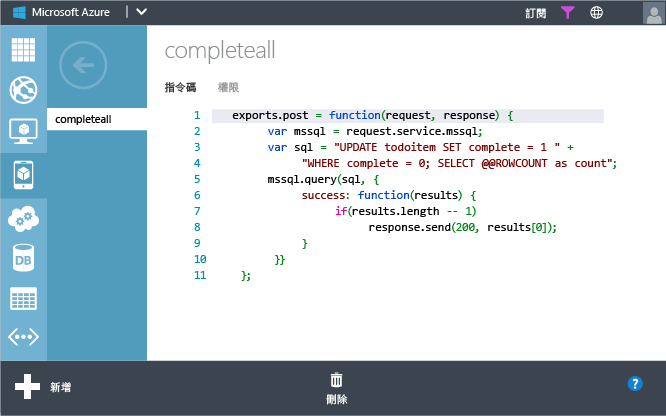 Microsoft Azure
訂閱
completeall
completeall
指令碼 權限
1 exports.post = function(request, response) {
2 var mssql = request.service.mssql;
3 var sql = "UPDATE todoitem SET complete = 1 " +
4 "WHERE complete = 0; SELECT @@ROWCOUNT as count";
5 mssql.query(sql, {
6 success: function(results) {
7 if(results.length -- 1)
8 response.send(200, results[0]);
9 }
10 }}
11 };
DB
新增
刪除
?